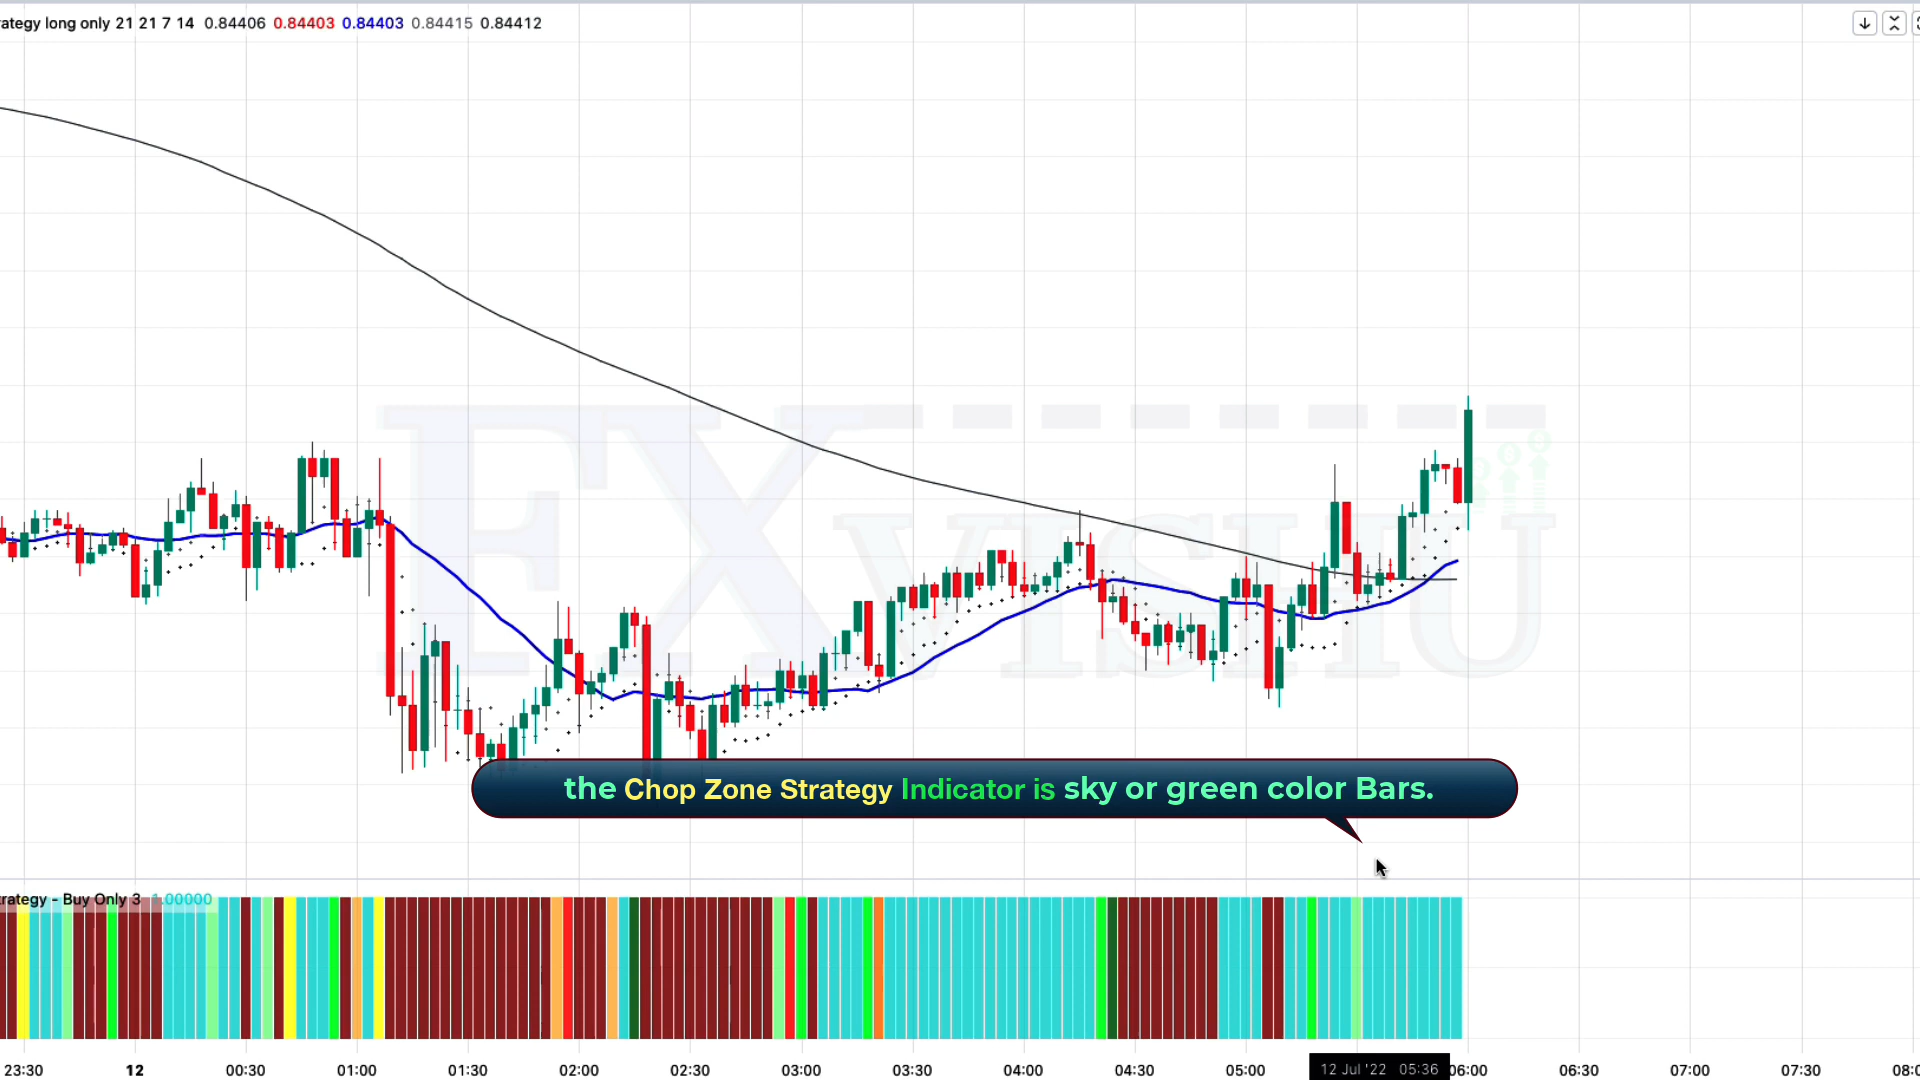 ategy long only 21 21 7 14 0.84406 0.84403 0.84403 0.84415 0.84412
FXVISHU
the Chop Zone Strategy Indicator is sky or green color Bars.
rategy - Buy Only 3 1.00000
23:30 12 00:30 01:00 01:30 02:00 02:30 03:00 03:30 04:00 04:30 05:00 12 Jul '22 05:36 06:00 06:30 07:00 07:30 08:0